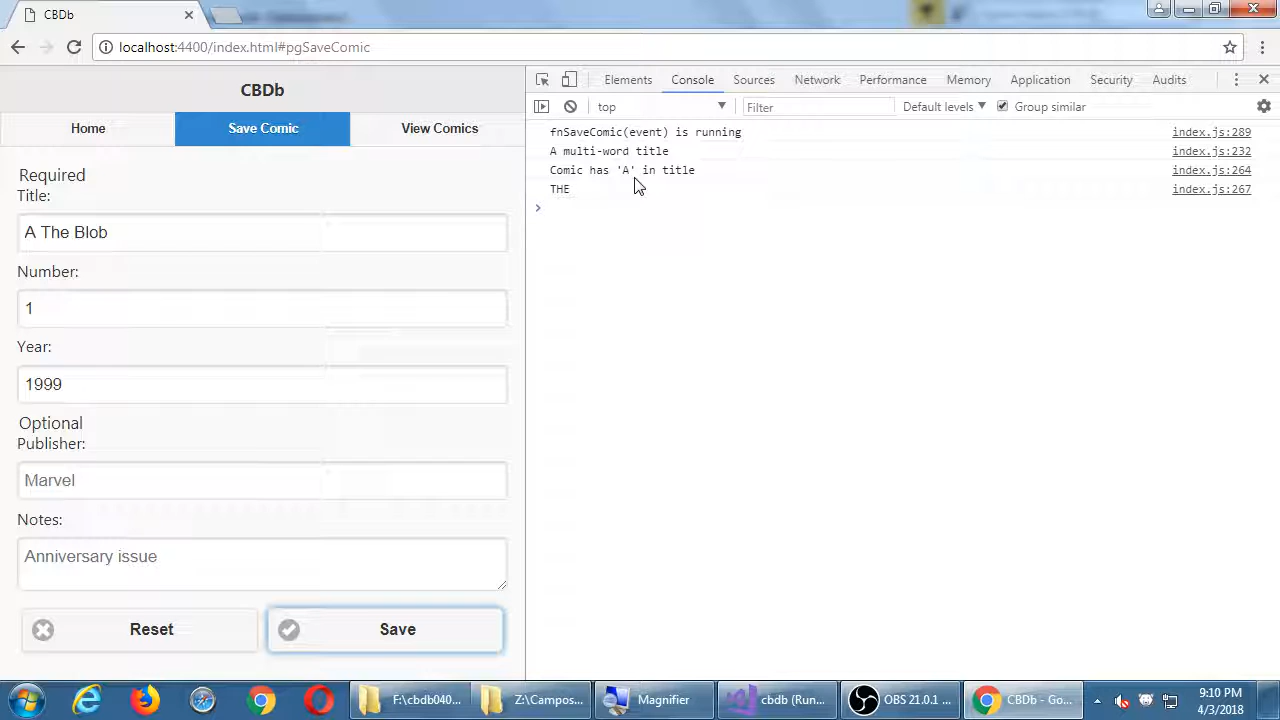 CBDb
localhost:4400/index.html#pgSaveComic
CBDb
Home Save Comic View Comics
Required
Title:
A The Blob
Number:
1
Year:
1999
Optional
Publisher:
Marvel
Notes:
Anniversary issue
Reset Save
Elements Console Sources Network Performance Memory Application Security Audits
top Filter Default levels Group similar
fnSaveComic(event) is running index.js:289
A multi-word title index.js:232
Comic has 'A' in title index.js:264
THE index.js:267
F:\cbdb040... Z:\Campos... Magnifier cbdb (Run... OBS 21.0.1 ... CBDb - Go... 9:10 PM
4/3/2018